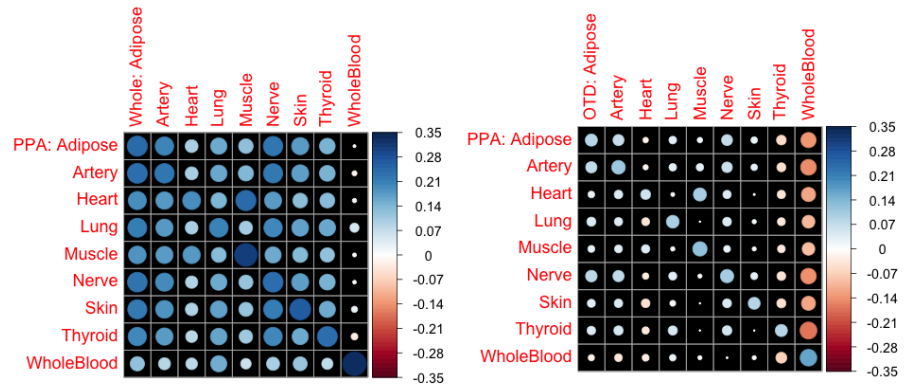 Whole: Adipose
Artery
Heart
Lung
Muscle
Nerve
Skin
Thyroid
WholeBlood
PPA: Adipose
Artery
Heart
Lung
Muscle
Nerve
Skin
Thyroid
WholeBlood
0.35
0.28
0.21
0.14
0.07
0
-0.07
-0.14
-0.21
-0.28
-0.35
OTD: Adipose
Artery
Heart
Lung
Muscle
Nerve
Skin
Thyroid
WholeBlood
PPA: Adipose
Artery
Heart
Lung
Muscle
Nerve
Skin
Thyroid
WholeBlood
0.35
0.28
0.21
0.14
0.07
0
-0.07
-0.14
-0.21
-0.28
-0.35